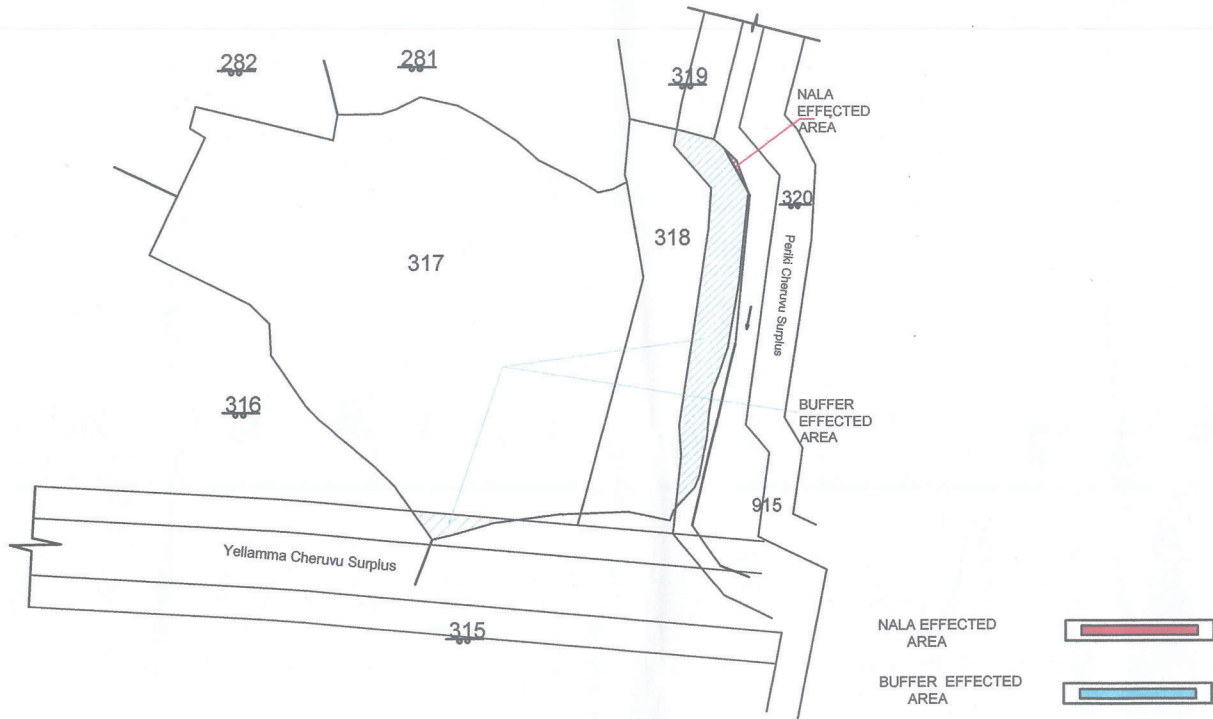 282
281
319
NALA
EFFECTED
AREA
320
318
317
Periki Cheruvu Surplus
316
BUFFER
EFFECTED
AREA
915
Yellamma Cheruvu Surplus
315
NALA EFFECTED
AREA
BUFFER EFFECTED
AREA